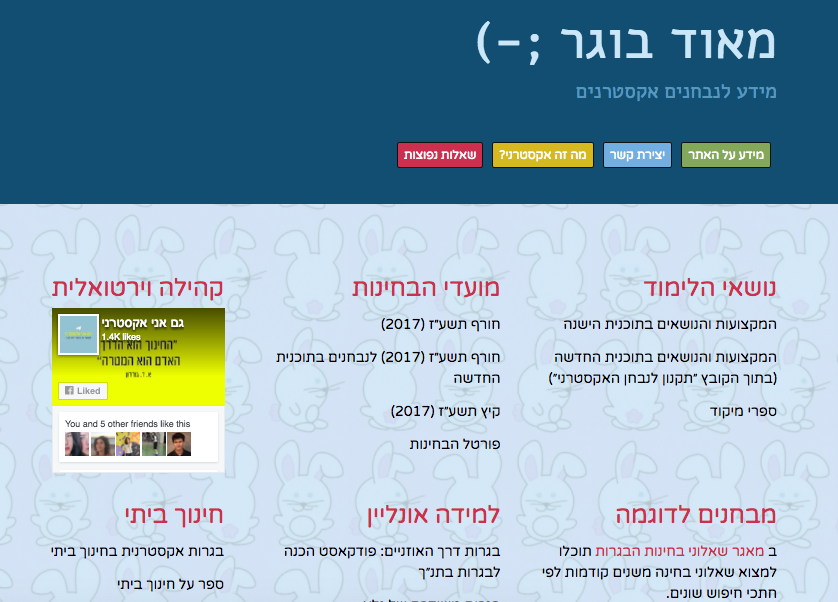 מאוד בוגר ;-)
מידע לנבחנים אקסטרנים
מידע על האתר
יצירת קשר
מה זה אקסטרני?
שאלות נפוצות
נושאי הלימוד
המקצועות והנושאים בתוכנית הישנה
המקצועות והנושאים בתוכנית החדשה
(בתוך הקובץ "תקנון לנבחן האקסטרני")
ספרי מיקוד
מועדי הבחינות
חורף תשע״ז (2017)
חורף תשע״ז (2017) לנבחנים בתוכנית
החדשה
קיץ תשע״ז (2017)
פורטל הבחינות
קהילה וירטואלית
גם אני אקסטרני
1.4K likes
"החינוך הוא הדרך
האדם הוא המטרה"
א. ד. גורדון
Liked
You and 5 other friends like this
מבחנים לדוגמה
ב מאגר שאלוני בחינות הבגרות תוכלו
למצוא שאלוני בחינה משנים קודמות לפי
חתכי חיפוש שונים.
למידה אונליין
בגרות דרך האוזניים: פודקאסט הכנה
לבגרות בתנ״ך
חינוך ביתי
בגרות אקסטרנית בחינוך ביתי
ספר על חינוך ביתי